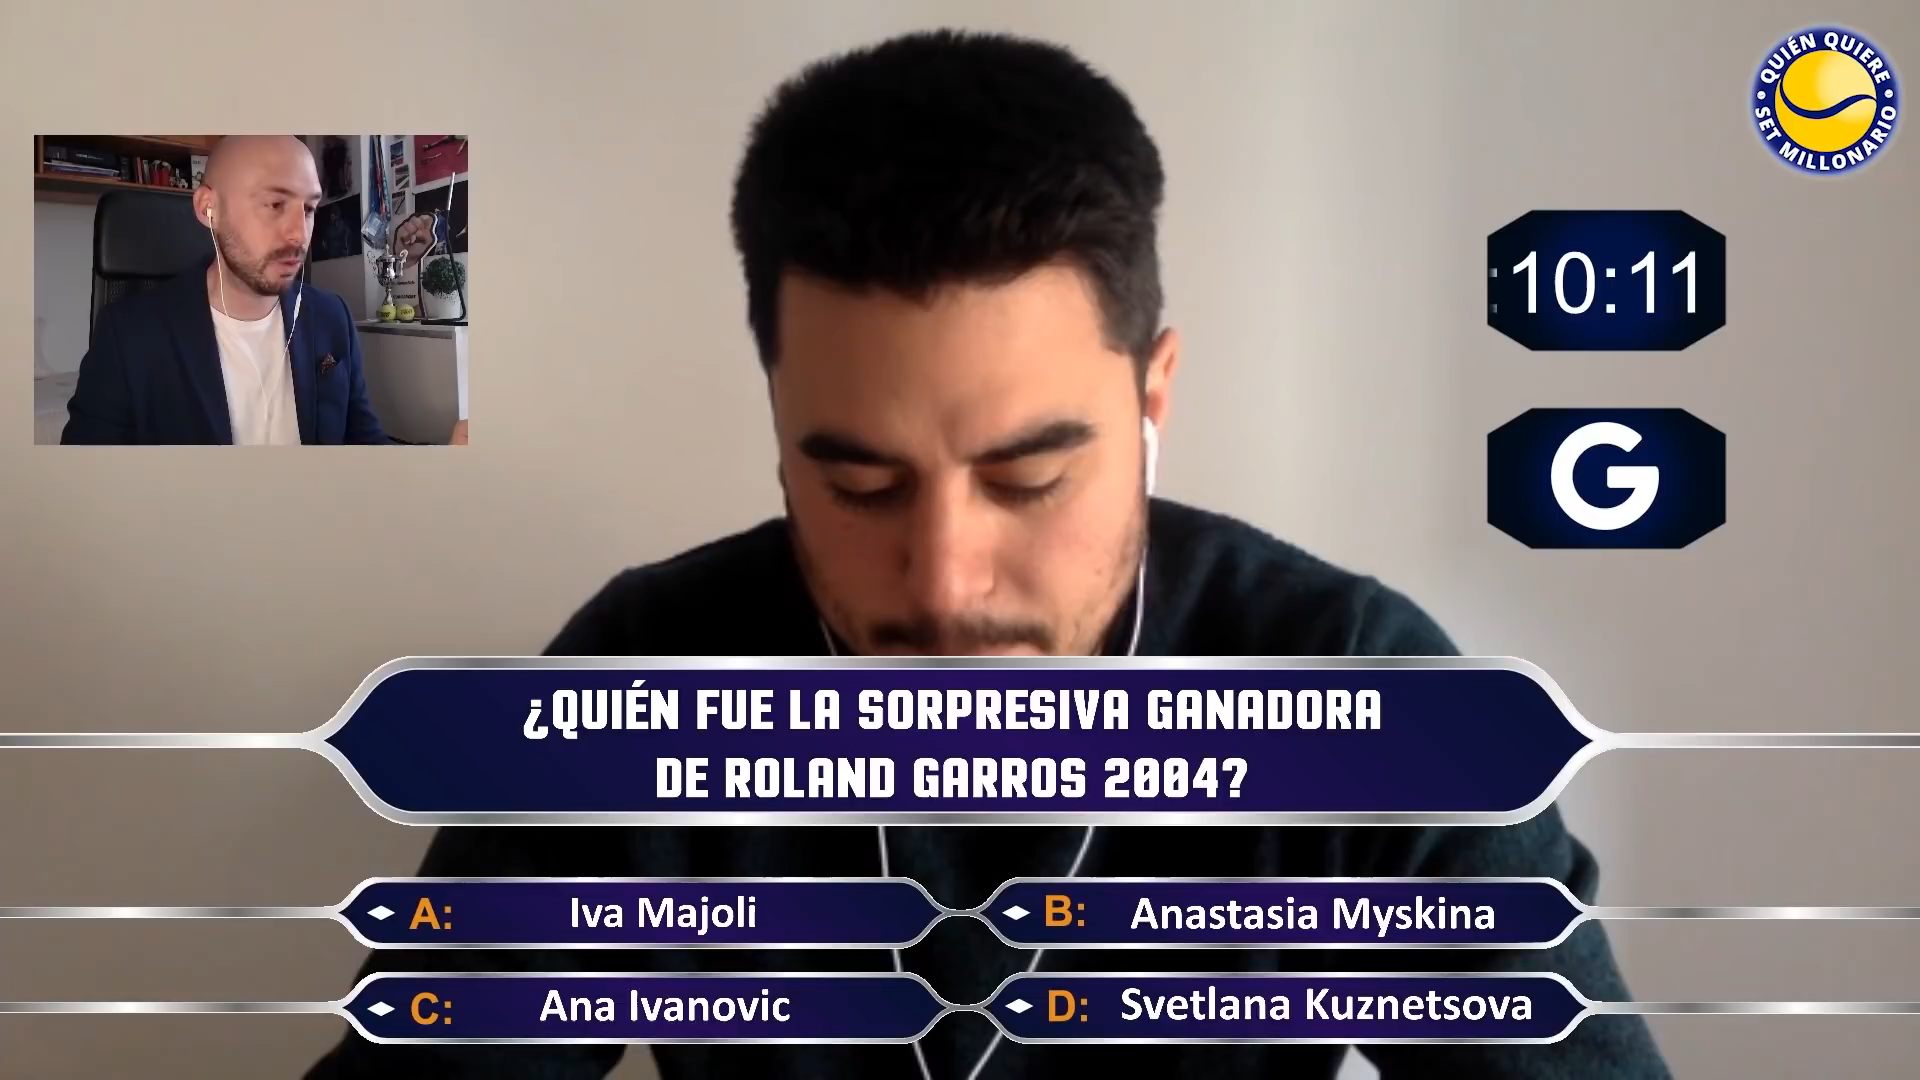 QUIÉN QUIERE
SET MILLONARIO
:10:11
G
¿QUIÉN FUE LA SORPRESIVA GANADORA
DE ROLAND GARROS 2004?
A: Iva Majoli
B: Anastasia Myskina
C: Ana Ivanovic
D: Svetlana Kuznetsova